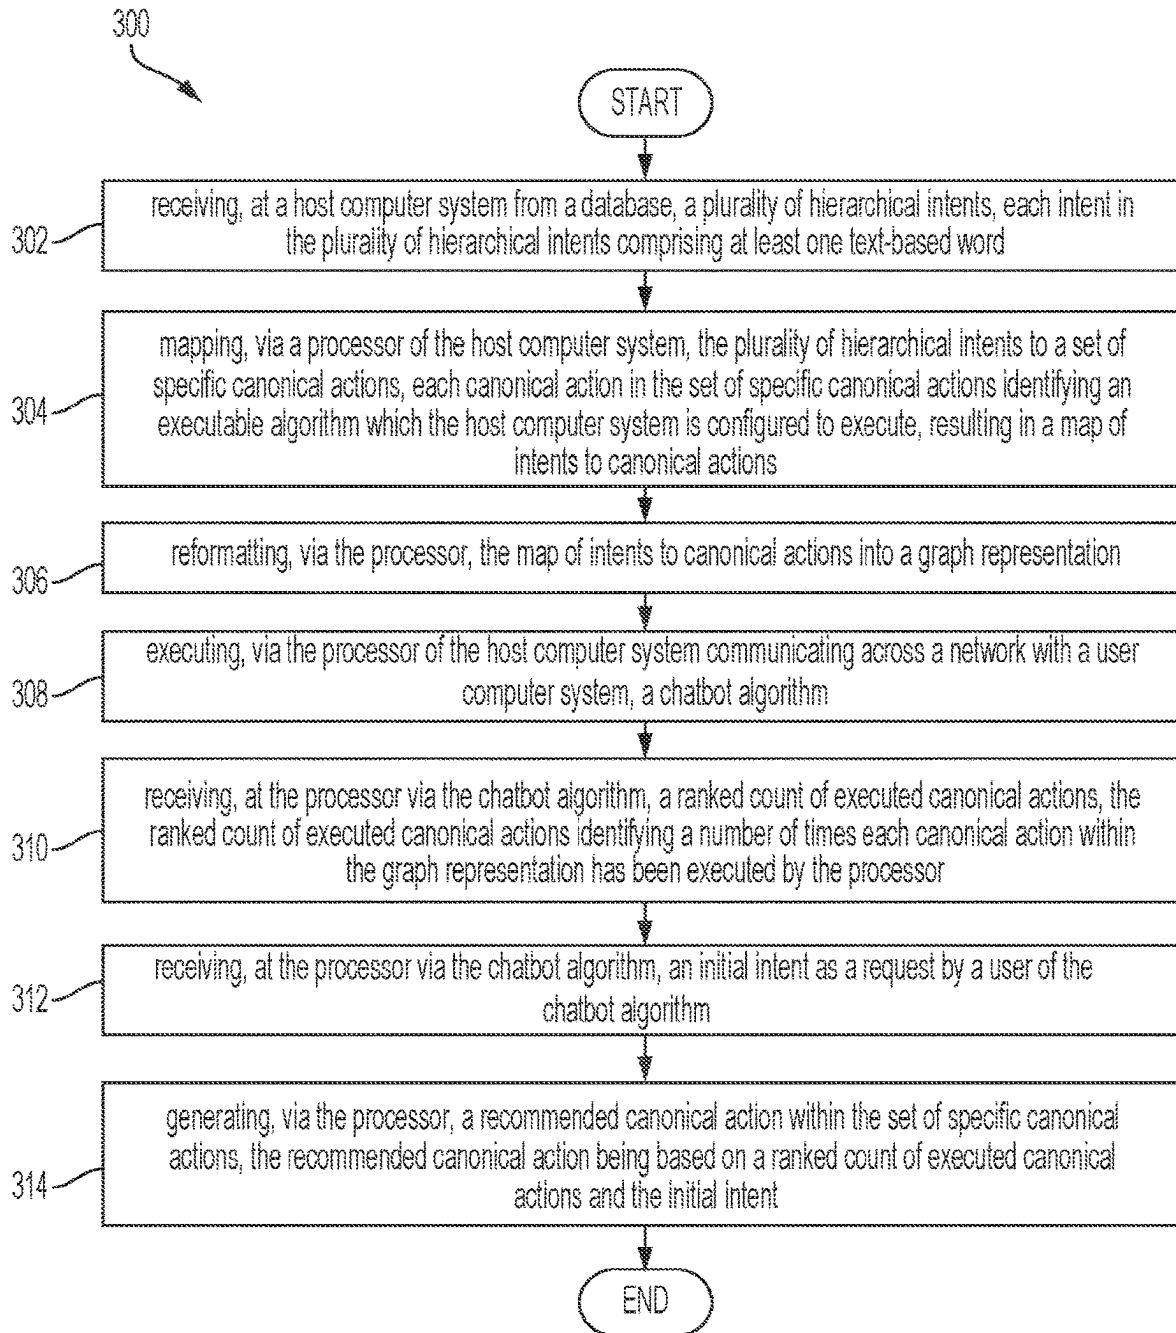 300
START
302
receiving, at a host computer system from a database, a plurality of hierarchical intents, each intent in
the plurality of hierarchical intents comprising at least one text-based word
304
mapping, via a processor of the host computer system, the plurality of hierarchical intents to a set of
specific canonical actions, each canonical action in the set of specific canonical actions identifying an
executable algorithm which the host computer system is configured to execute, resulting in a map of
intents to canonical actions
306
reformatting, via the processor, the map of intents to canonical actions into a graph representation
308
executing, via the processor of the host computer system communicating across a network with a user
computer system, a chatbot algorithm
310
receiving, at the processor via the chatbot algorithm, a ranked count of executed canonical actions, the
ranked count of executed canonical actions identifying a number of times each canonical action within
the graph representation has been executed by the processor
312
receiving, at the processor via the chatbot algorithm, an initial intent as a request by a user of the
chatbot algorithm
314
generating, via the processor, a recommended canonical action within the set of specific canonical
actions, the recommended canonical action being based on a ranked count of executed canonical
actions and the initial intent
END